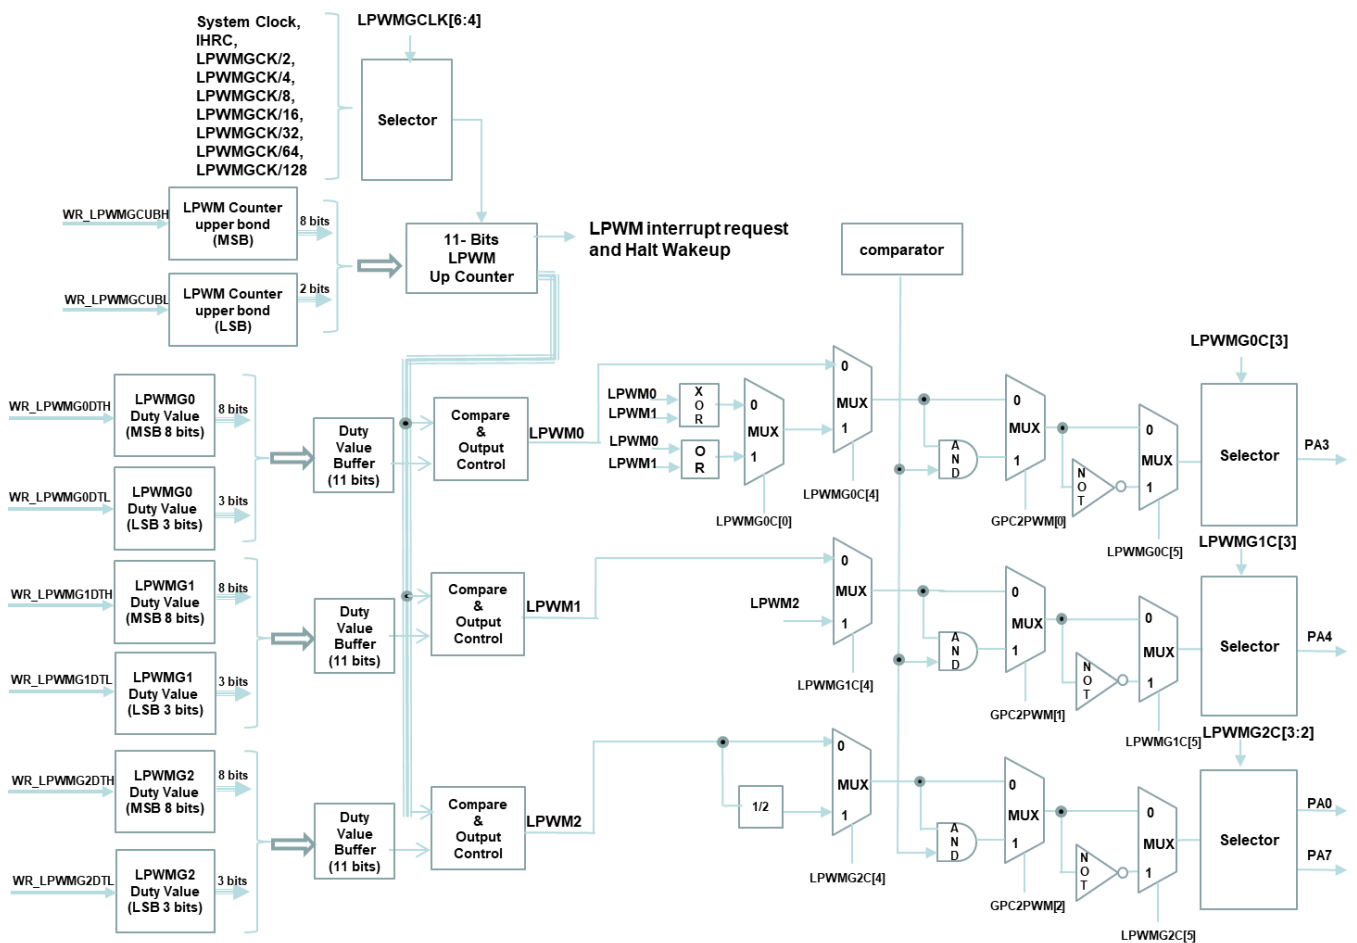 System Clock,
IHRC,
LPWMGCK/2,
LPWMGCK/4,
LPWMGCK/8,
LPWMGCK/16,
LPWMGCK/32,
LPWMGCK/64,
LPWMGCK/128
LPWMGCLK[6:4]
Selector
WR_LPWMGCUBH
LPWM Counter
upper bond
(MSB)
8 bits
WR_LPWMGCUBL
LPWM Counter
upper bond
(LSB)
2 bits
11- Bits
LPWM
Up Counter
LPWM interrupt request
and Halt Wakeup
comparator
WR_LPWMG0DTH
LPWMG0
Duty Value
(MSB 8 bits)
8 bits
WR_LPWMG0DTL
LPWMG0
Duty Value
(LSB 3 bits)
3 bits
Duty
Value
Buffer
(11 bits)
Compare
&
Output
Control
LPWM0
LPWM0
LPWM1
X
O
R
LPWM0
LPWM1
O
R
0
MUX
1
LPWMG0C[0]
0
MUX
1
LPWMG0C[4]
A
N
D
0
MUX
1
GPC2PWM[0]
N
O
T
0
MUX
1
LPWMG0C[5]
LPWMG0C[3]
Selector
PA3
WR_LPWMG1DTH
LPWMG1
Duty Value
(MSB 8 bits)
8 bits
WR_LPWMG1DTL
LPWMG1
Duty Value
(LSB 3 bits)
3 bits
Duty
Value
Buffer
(11 bits)
Compare
&
Output
Control
LPWM1
LPWM2
0
MUX
1
LPWMG1C[4]
A
N
D
0
MUX
1
GPC2PWM[1]
N
O
T
0
MUX
1
LPWMG1C[5]
LPWMG1C[3]
Selector
PA4
WR_LPWMG2DTH
LPWMG2
Duty Value
(MSB 8 bits)
8 bits
WR_LPWMG2DTL
LPWMG2
Duty Value
(LSB 3 bits)
3 bits
Duty
Value
Buffer
(11 bits)
Compare
&
Output
Control
LPWM2
1/2
0
MUX
1
LPWMG2C[4]
A
N
D
0
MUX
1
GPC2PWM[2]
N
O
T
0
MUX
1
LPWMG2C[5]
LPWMG2C[3:2]
Selector
PA0
PA7